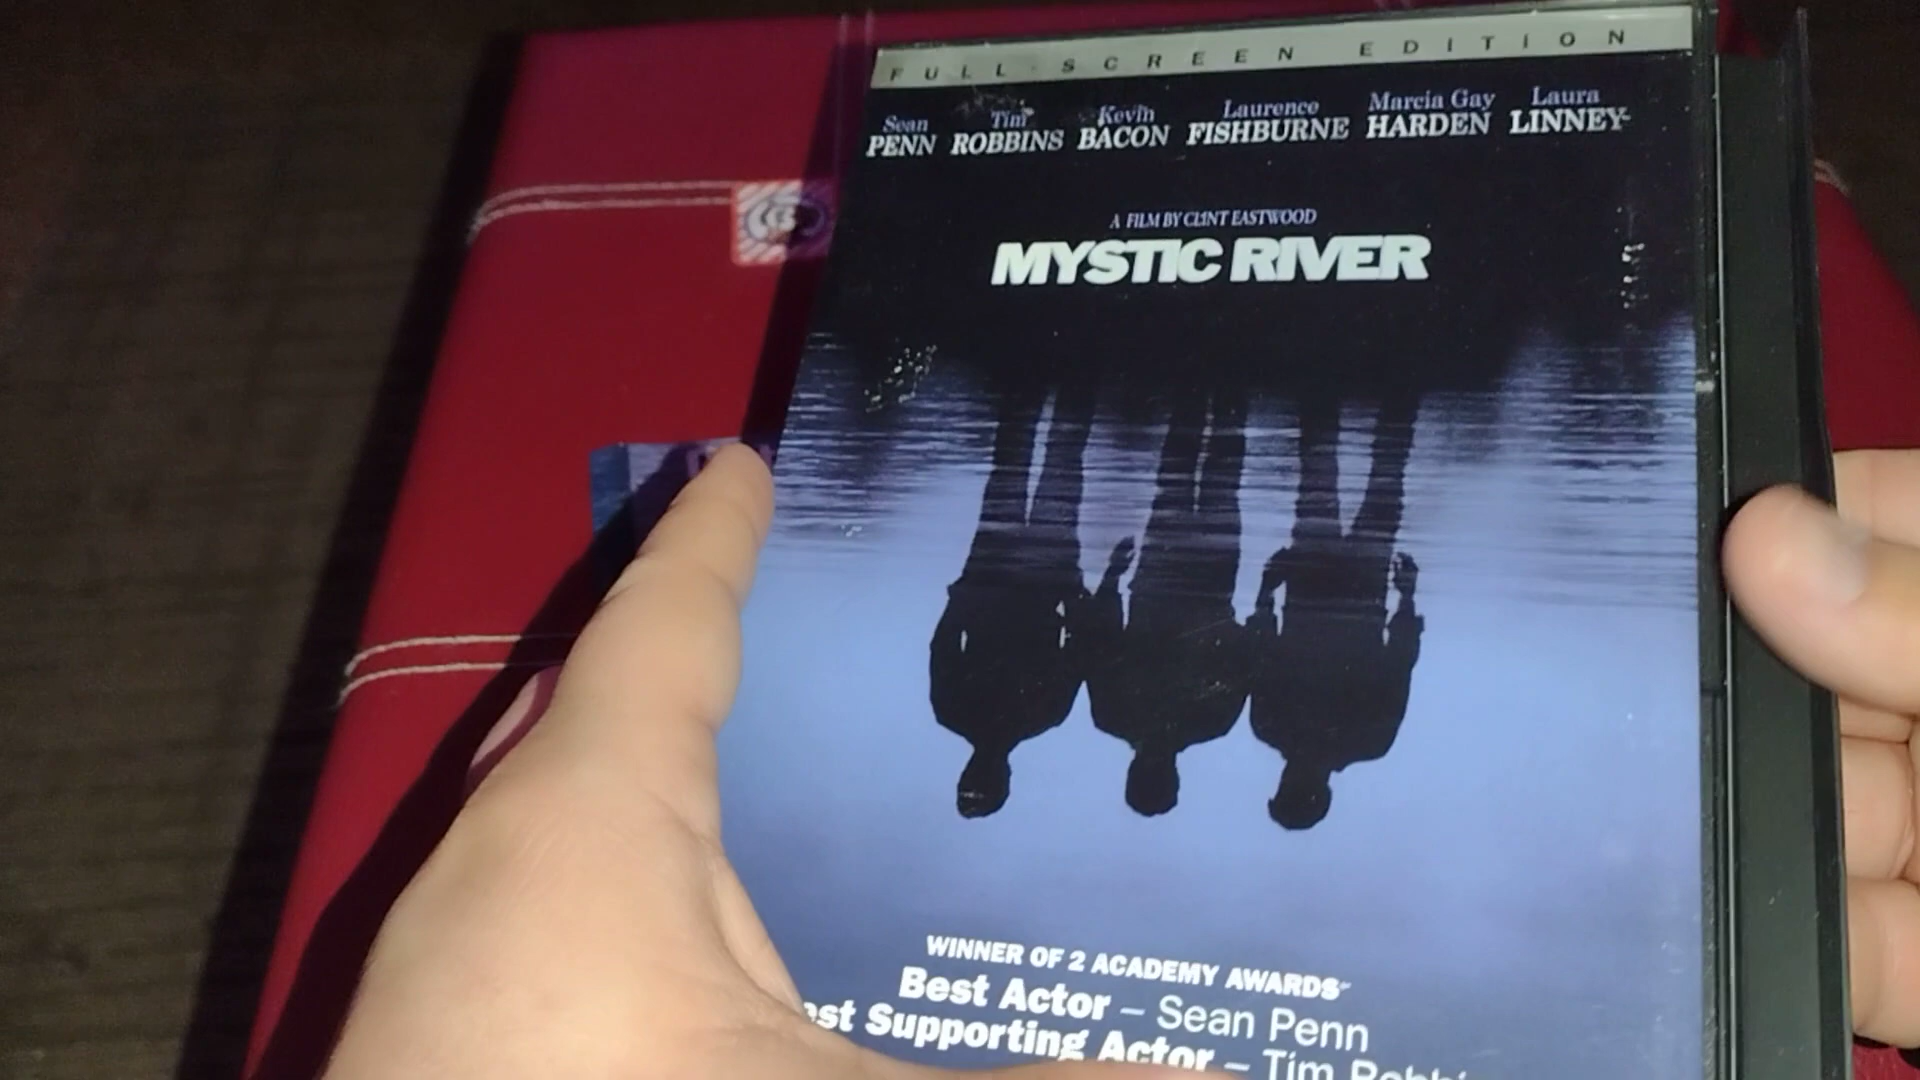 FULL-SCREEN EDITION
Sean PENN Tim ROBBINS Kevin BACON Laurence FISHBURNE Marcia Gay HARDEN Laura LINNEY
A FILM BY CLINT EASTWOOD
MYSTIC RIVER
WINNER OF 2 ACADEMY AWARDS
Best Actor – Sean Penn
Supporting Actor – Tim